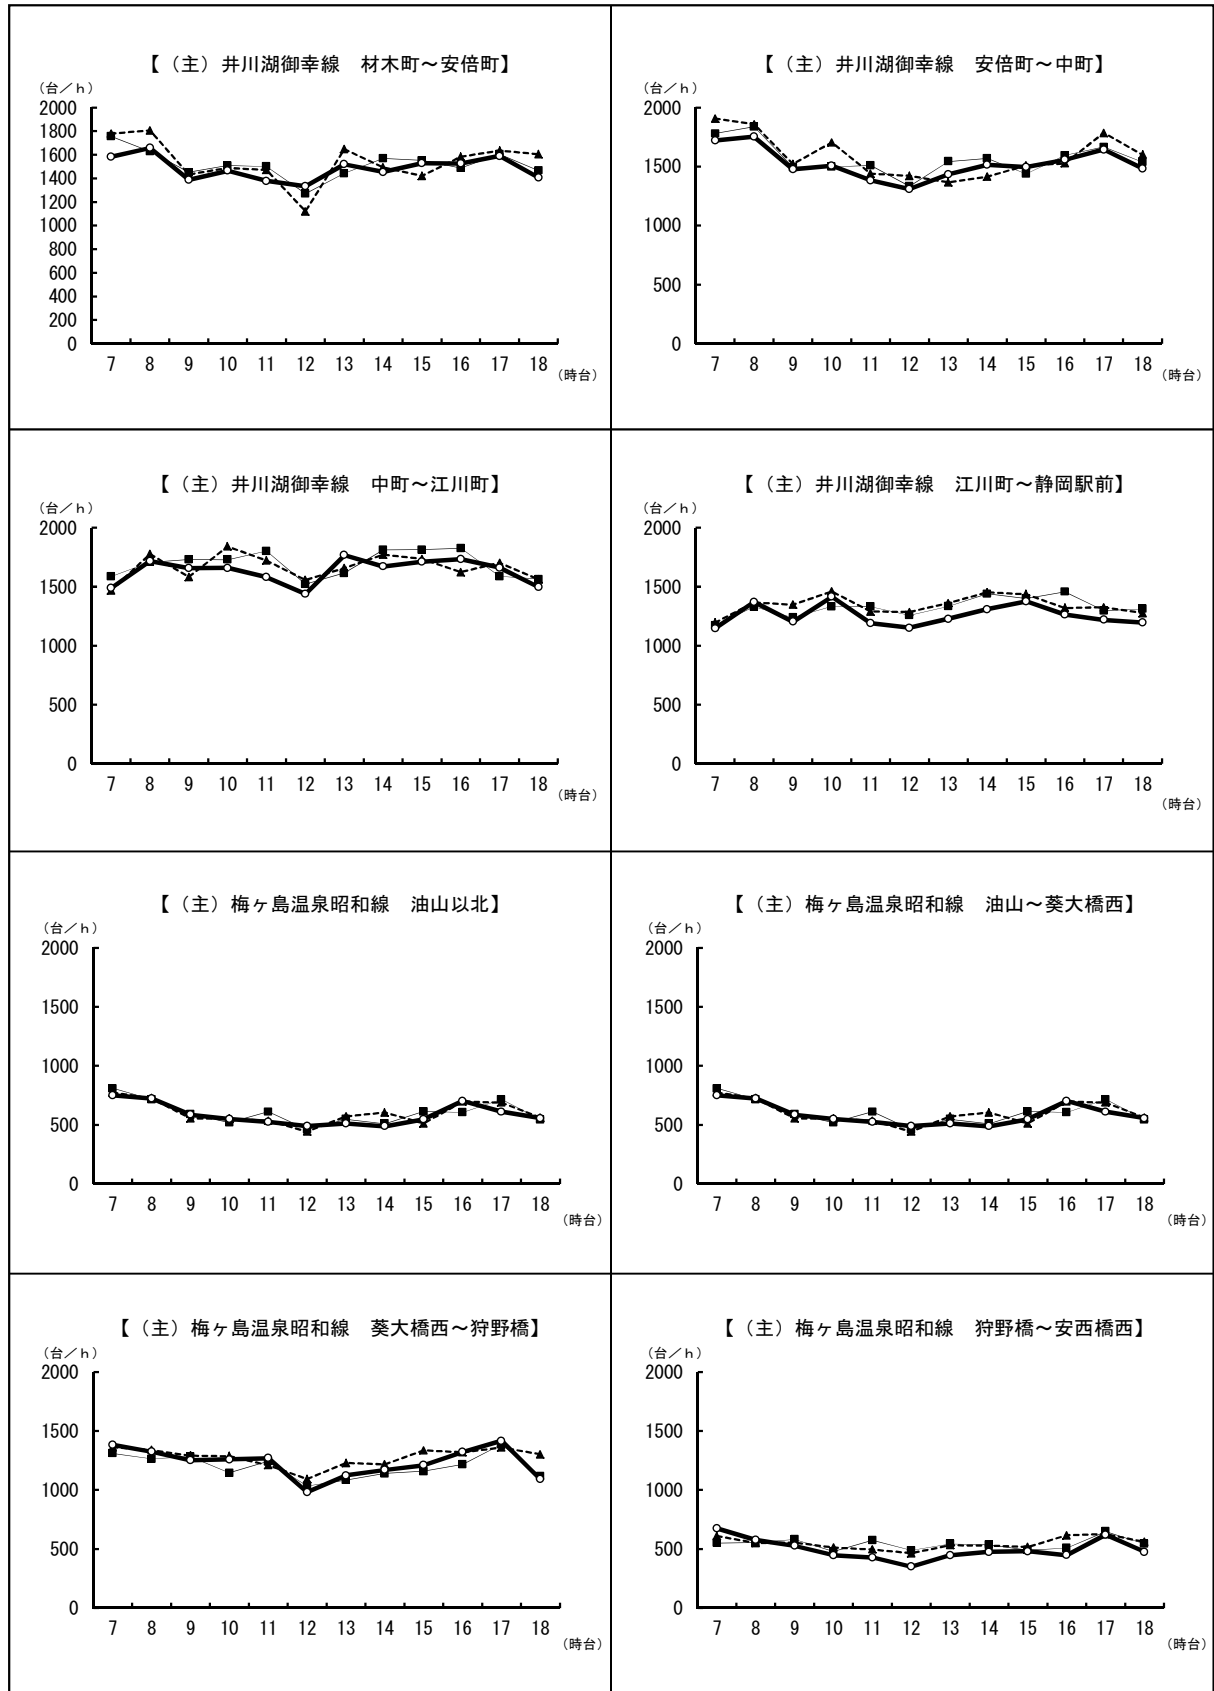 【（主）井川湖御幸線　材木町～安倍町】
（台／ｈ）
2000
1800
1600
1400
1200
1000
800
600
400
200
0
7 8 9 10 11 12 13 14 15 16 17 18
（時台）
【（主）井川湖御幸線　安倍町～中町】
（台／ｈ）
2000
1500
1000
500
0
7 8 9 10 11 12 13 14 15 16 17 18
（時台）
【（主）井川湖御幸線　中町～江川町】
（台／ｈ）
2000
1500
1000
500
0
7 8 9 10 11 12 13 14 15 16 17 18
（時台）
【（主）井川湖御幸線　江川町～静岡駅前】
（台／ｈ）
2000
1500
1000
500
0
7 8 9 10 11 12 13 14 15 16 17 18
（時台）
【（主）梅ヶ島温泉昭和線　油山以北】
（台／ｈ）
2000
1500
1000
500
0
7 8 9 10 11 12 13 14 15 16 17 18
（時台）
【（主）梅ヶ島温泉昭和線　油山～葵大橋西】
（台／ｈ）
2000
1500
1000
500
0
7 8 9 10 11 12 13 14 15 16 17 18
（時台）
【（主）梅ヶ島温泉昭和線　葵大橋西～狩野橋】
（台／ｈ）
2000
1500
1000
500
0
7 8 9 10 11 12 13 14 15 16 17 18
（時台）
【（主）梅ヶ島温泉昭和線　狩野橋～安西橋西】
（台／ｈ）
2000
1500
1000
500
0
7 8 9 10 11 12 13 14 15 16 17 18
（時台）